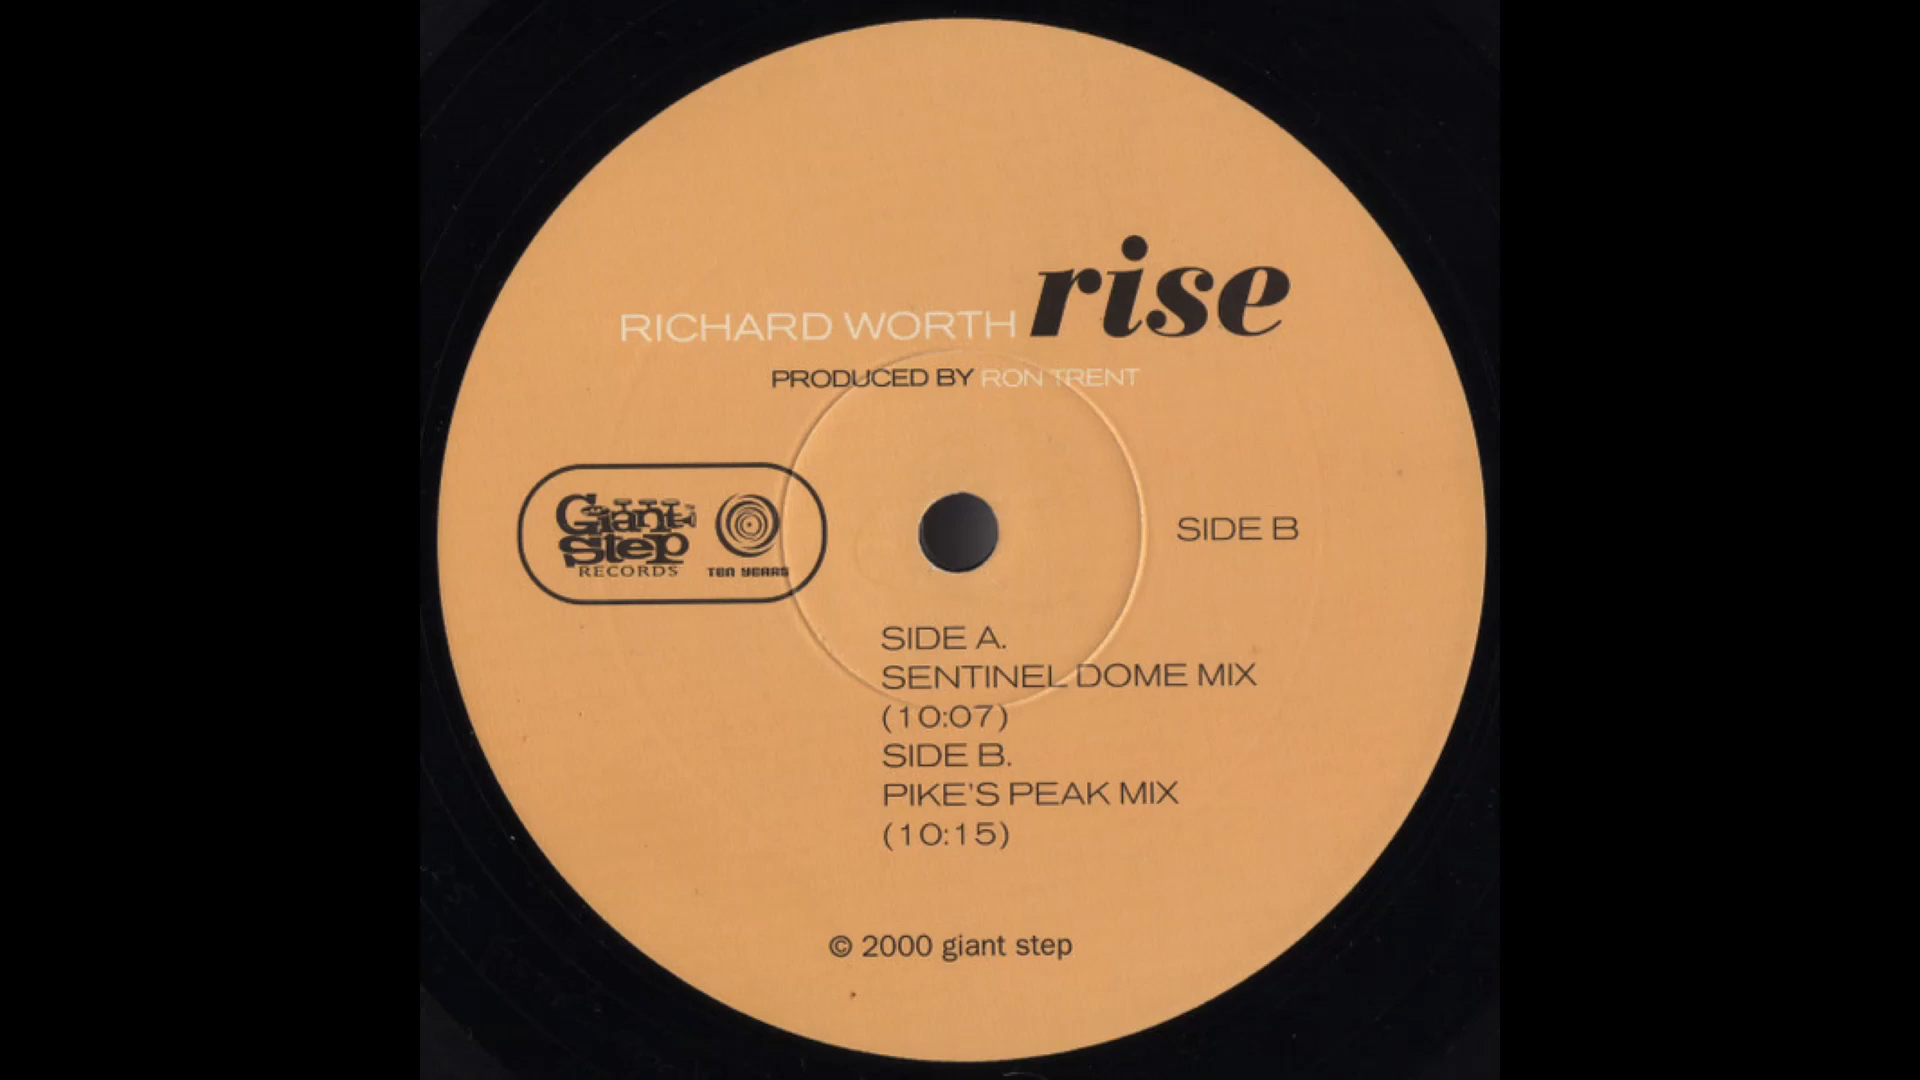 RICHARD WORTH rise
PRODUCED BY RON TRENT
Giant
Step
RECORDS
TEN YEARS
SIDE B
SIDE A.
SENTINEL DOME MIX
(10:07)
SIDE B.
PIKE'S PEAK MIX
(10:15)
© 2000 giant step